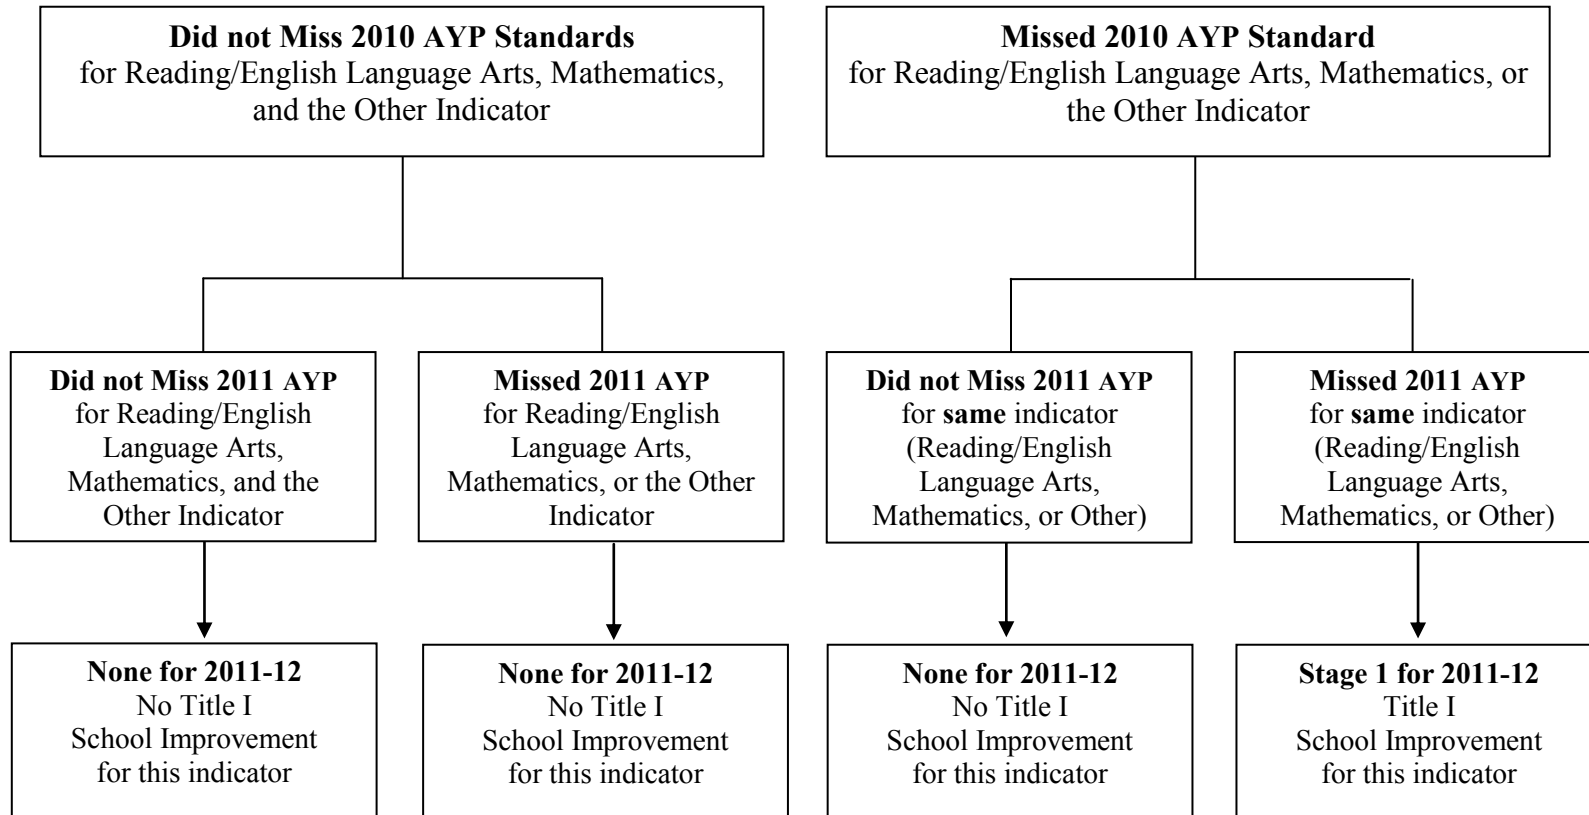 Did not Miss 2010 AYP Standards
for Reading/English Language Arts, Mathematics,
and the Other Indicator
Missed 2010 AYP Standard
for Reading/English Language Arts, Mathematics, or
the Other Indicator
Did not Miss 2011 AYP
for Reading/English
Language Arts,
Mathematics, and the
Other Indicator
Missed 2011 AYP
for Reading/English
Language Arts,
Mathematics, or the Other
Indicator
Did not Miss 2011 AYP
for same indicator
(Reading/English
Language Arts,
Mathematics, or Other)
Missed 2011 AYP
for same indicator
(Reading/English
Language Arts,
Mathematics, or Other)
None for 2011-12
No Title I
School Improvement
for this indicator
None for 2011-12
No Title I
School Improvement
for this indicator
None for 2011-12
No Title I
School Improvement
for this indicator
Stage 1 for 2011-12
Title I
School Improvement
for this indicator